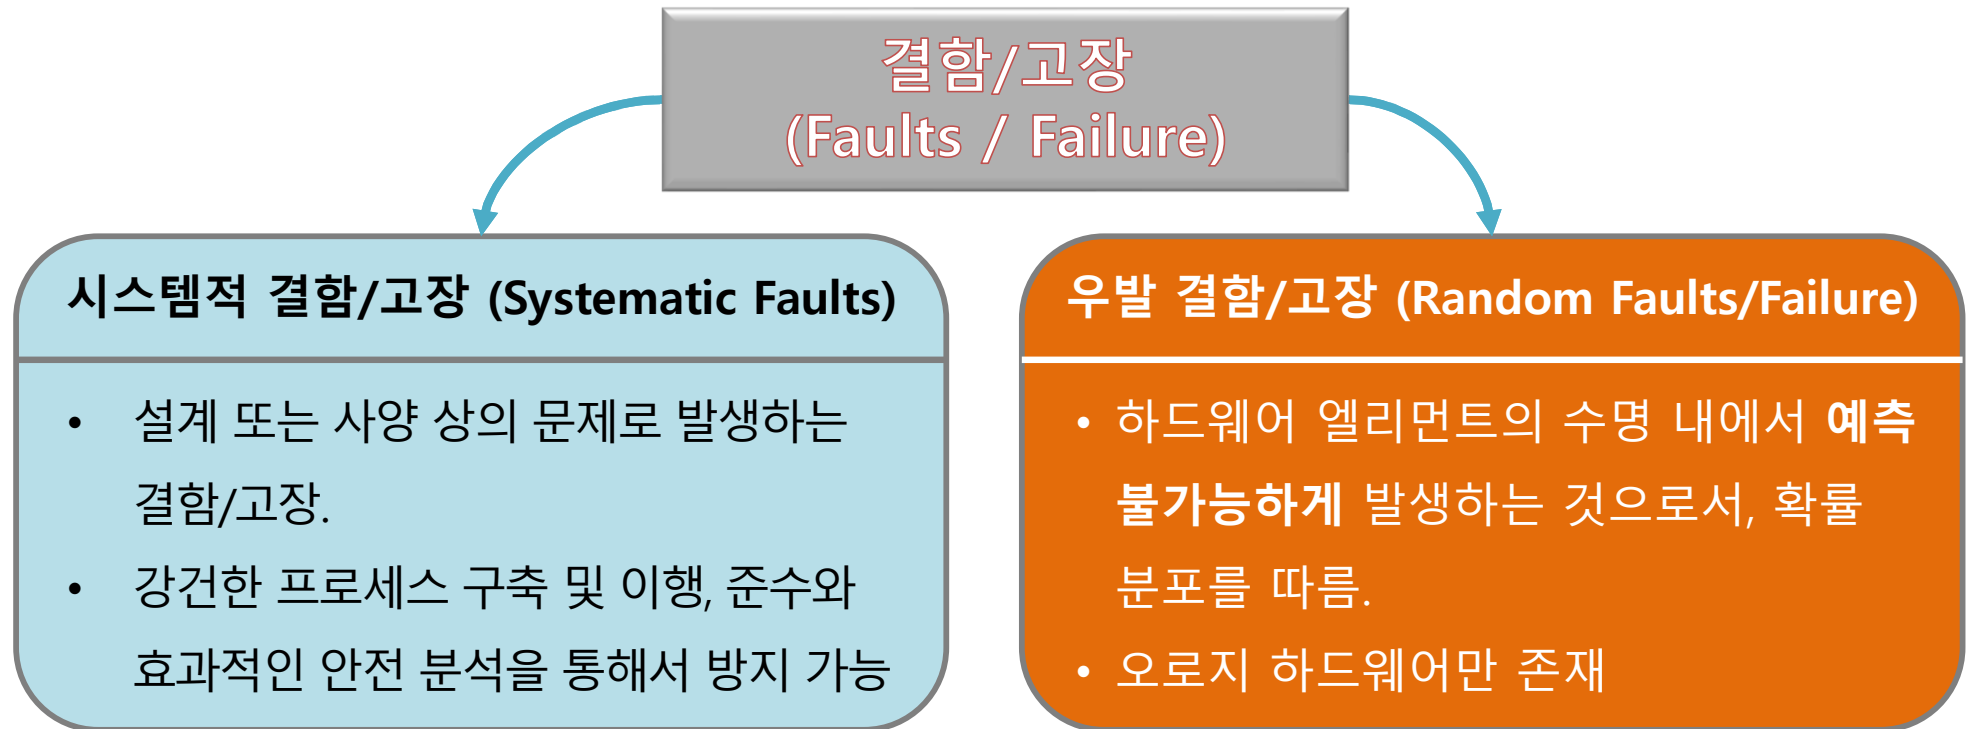 결함/고장
(Faults / Failure)
시스템적 결함/고장 (Systematic Faults)
• 설계 또는 사양 상의 문제로 발생하는
결함/고장.
• 강건한 프로세스 구축 및 이행, 준수와
효과적인 안전 분석을 통해서 방지 가능
우발 결함/고장 (Random Faults/Failure)
• 하드웨어 엘리먼트의 수명 내에서 예측
불가능하게 발생하는 것으로서, 확률
분포를 따름.
• 오로지 하드웨어만 존재